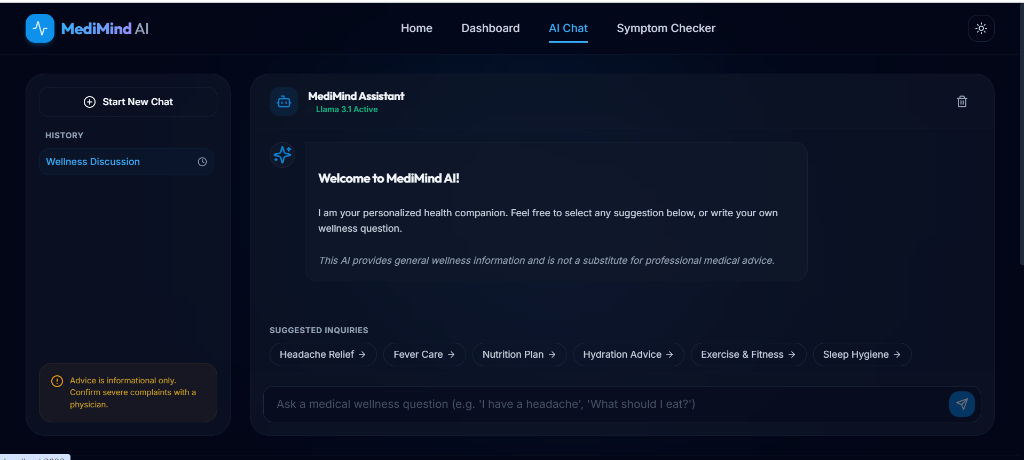 MediMind AI
Home Dashboard AI Chat Symptom Checker
Start New Chat
HISTORY
Wellness Discussion
Advice is informational only.
Confirm severe complaints with a
physician.
MediMind Assistant
Llama 3.1 Active
Welcome to MediMind AI!
I am your personalized health companion. Feel free to select any suggestion below, or write your own
wellness question.
This AI provides general wellness information and is not a substitute for professional medical advice.
SUGGESTED INQUIRIES
Headache Relief → Fever Care → Nutrition Plan → Hydration Advice → Exercise & Fitness → Sleep Hygiene →
Ask a medical wellness question (e.g. 'I have a headache', 'What should I eat?')